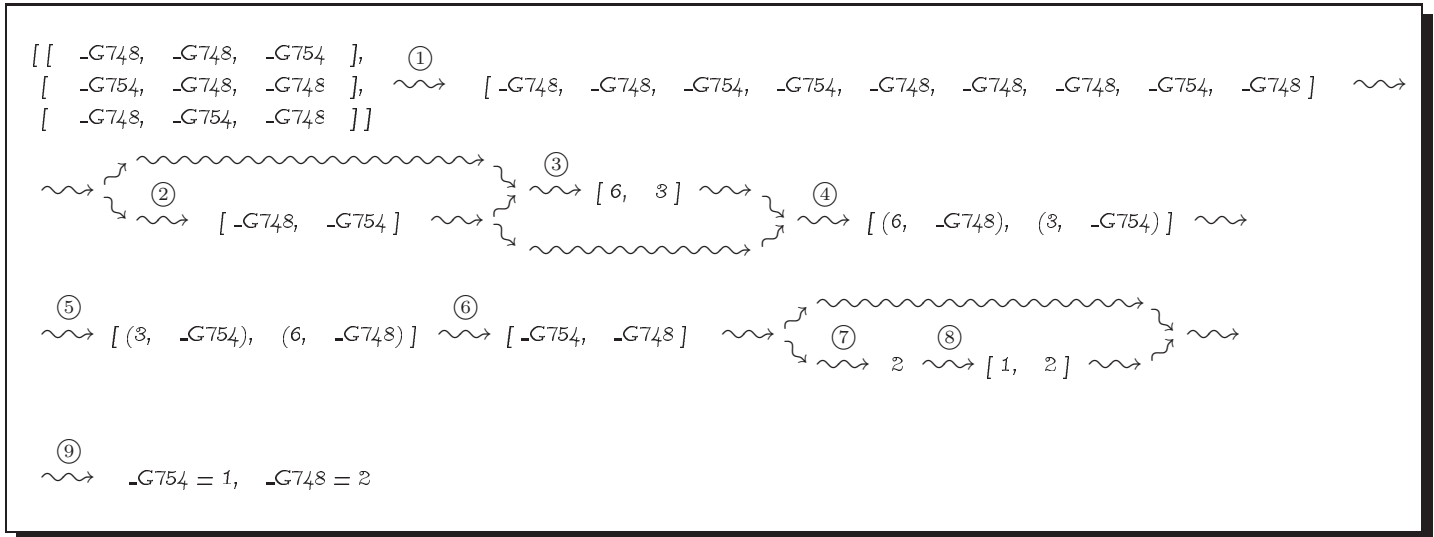 [ [ _G748, _G748, _G754 ],
[ _G754, _G748, _G748 ], ① [ _G748, _G748, _G754, _G754, _G748, _G748, _G748, _G754, _G748 ]
[ _G748, _G754, _G748 ] ]
③ [ 6, 3 ]
② [ _G748, _G754 ] ④ [ (6, _G748), (3, _G754) ]
⑤ [ (3, _G754), (6, _G748) ] ⑥ [ _G754, _G748 ]
⑦ 2 ⑧ [ 1, 2 ]
⑨ _G754 = 1, _G748 = 2